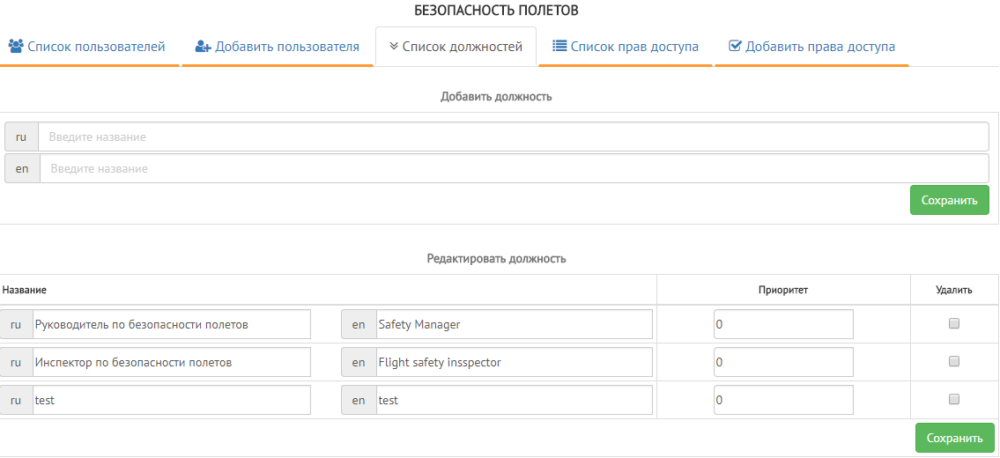 БЕЗОПАСНОСТЬ ПОЛЕТОВ
Список пользователей Добавить пользователя Список должностей Список прав доступа Добавить права доступа
Добавить должность
ru Введите название
en Введите название
Сохранить
Редактировать должность
Название Приоритет Удалить
ru Руководитель по безопасности полетов en Safety Manager 0
ru Инспектор по безопасности полетов en Flight safety insspector 0
ru test en test 0
Сохранить